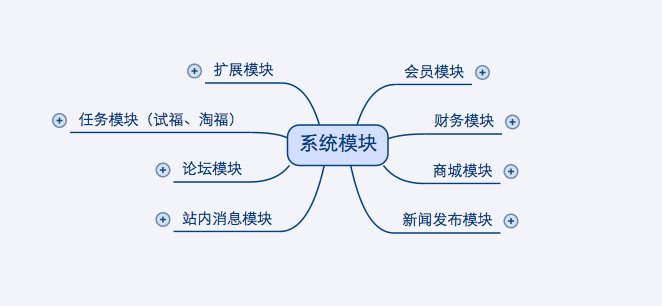 扩展模块
会员模块
任务模块（试福、淘福）
财务模块
系统模块
论坛模块
商城模块
站内消息模块
新闻发布模块